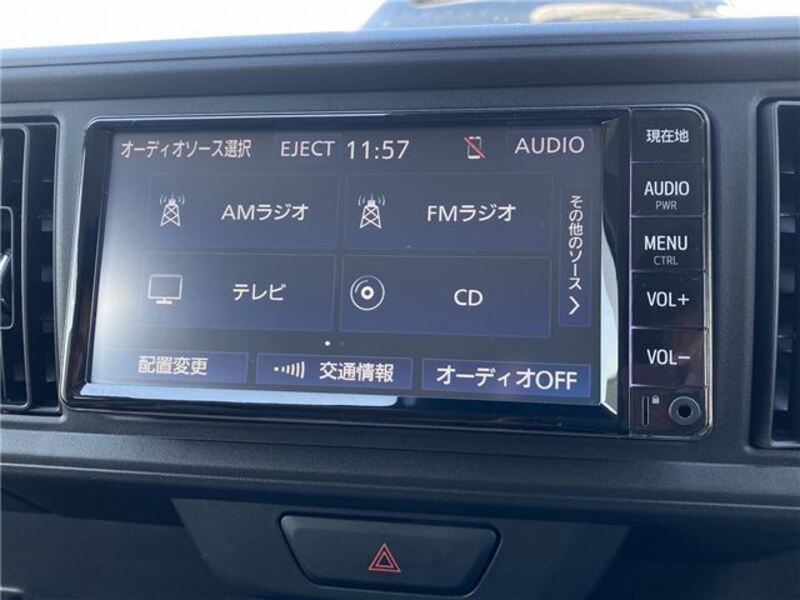 オーディオソース選択 EJECT 11:57 AUDIO
AMラジオ
FMラジオ
テレビ
CD
その他のソース
配置変更
交通情報
オーディオOFF
現在地
AUDIO
PWR
MENU
CTRL
VOL+
VOL-